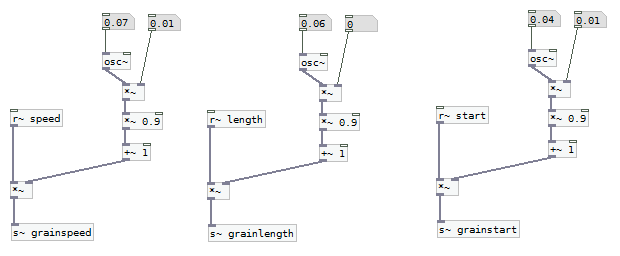 0.07 0.01
osc~
*~
r~ speed
*~ 0.9
+~ 1
*~
s~ grainspeed
0.06 0
osc~
*~
r~ length
*~ 0.9
+~ 1
*~
s~ grainlength
0.04 0.01
osc~
*~
r~ start
*~ 0.9
+~ 1
*~
s~ grainstart